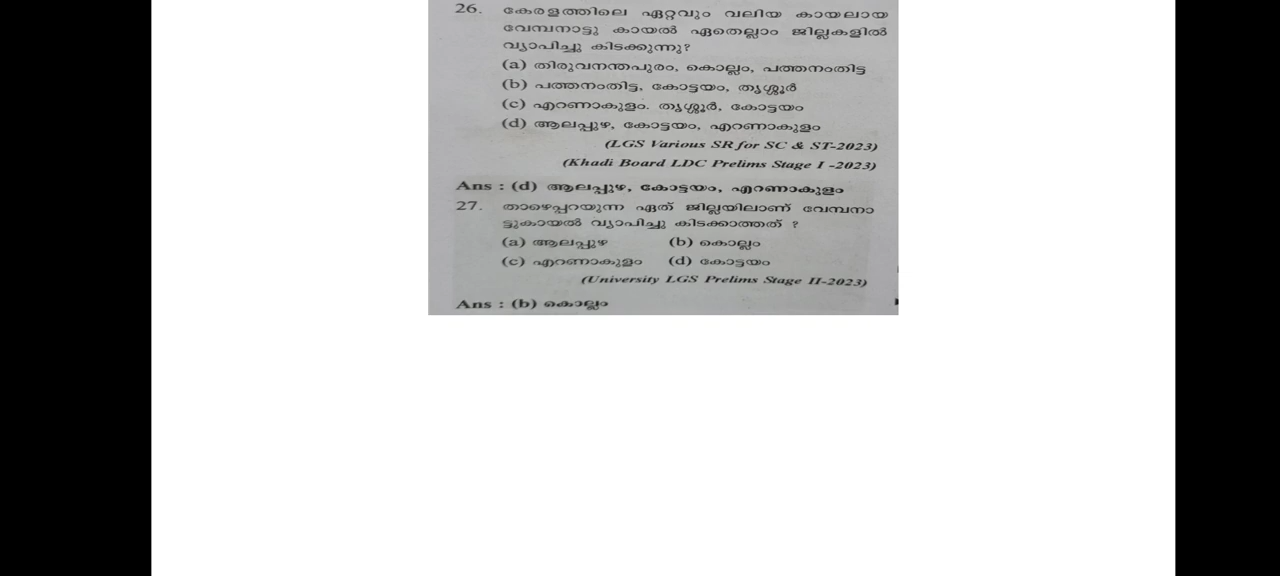 26. കേരളത്തിലെ ഏറ്റവും വലിയ കായലായ
വേമ്പനാട്ടു കായൽ ഏതെല്ലാം ജില്ലകളിൽ
വ്യാപിച്ചു കിടക്കുന്നു?
(a) തിരുവനന്തപുരം, കൊല്ലം, പത്തനംതിട്ട
(b) പത്തനംതിട്ട, കോട്ടയം, തൃശ്ശൂർ
(c) എറണാകുളം. തൃശ്ശൂർ, കോട്ടയം
(d) ആലപ്പുഴ, കോട്ടയം, എറണാകുളം
(LGS Various SR for SC & ST-2023)
(Khadi Board LDC Prelims Stage I -2023)
Ans : (d) ആലപ്പുഴ, കോട്ടയം, എറണാകുളം
27. താഴെപ്പറയുന്ന ഏത് ജില്ലയിലാണ് വേമ്പനാ
ട്ടുകായൽ വ്യാപിച്ചു കിടക്കാത്തത് ?
(a) ആലപ്പുഴ (b) കൊല്ലം
(c) എറണാകുളം (d) കോട്ടയം
(University LGS Prelims Stage II-2023)
Ans : (b) കൊല്ലം